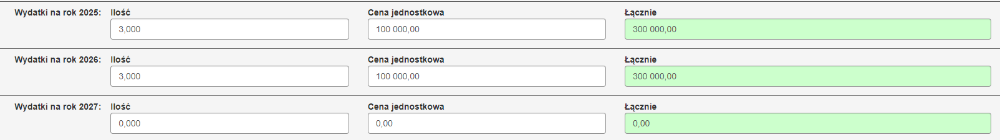 Wydatki na rok 2025: Ilość Cena jednostkowa Łącznie
3,000 100 000,00 300 000,00
Wydatki na rok 2026: Ilość Cena jednostkowa Łącznie
3,000 100 000,00 300 000,00
Wydatki na rok 2027: Ilość Cena jednostkowa Łącznie
0,000 0,00 0,00